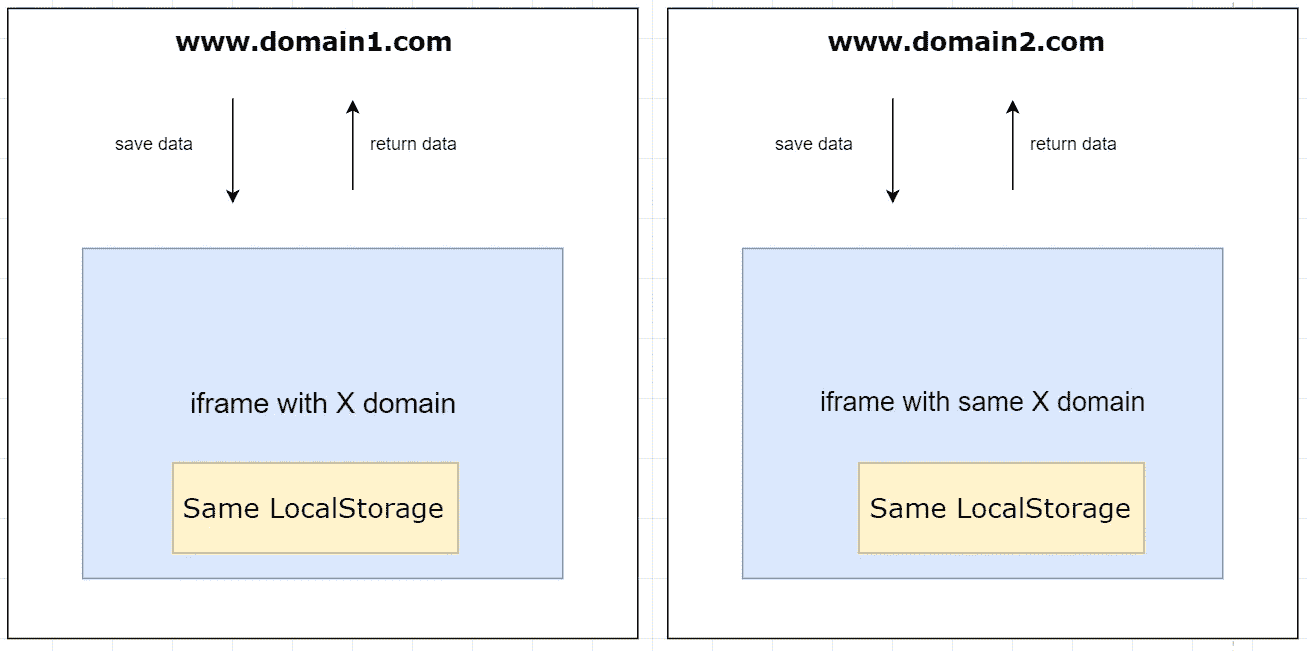 www.domain1.com
save data
return data
iframe with X domain
Same LocalStorage
www.domain2.com
save data
return data
iframe with same X domain
Same LocalStorage